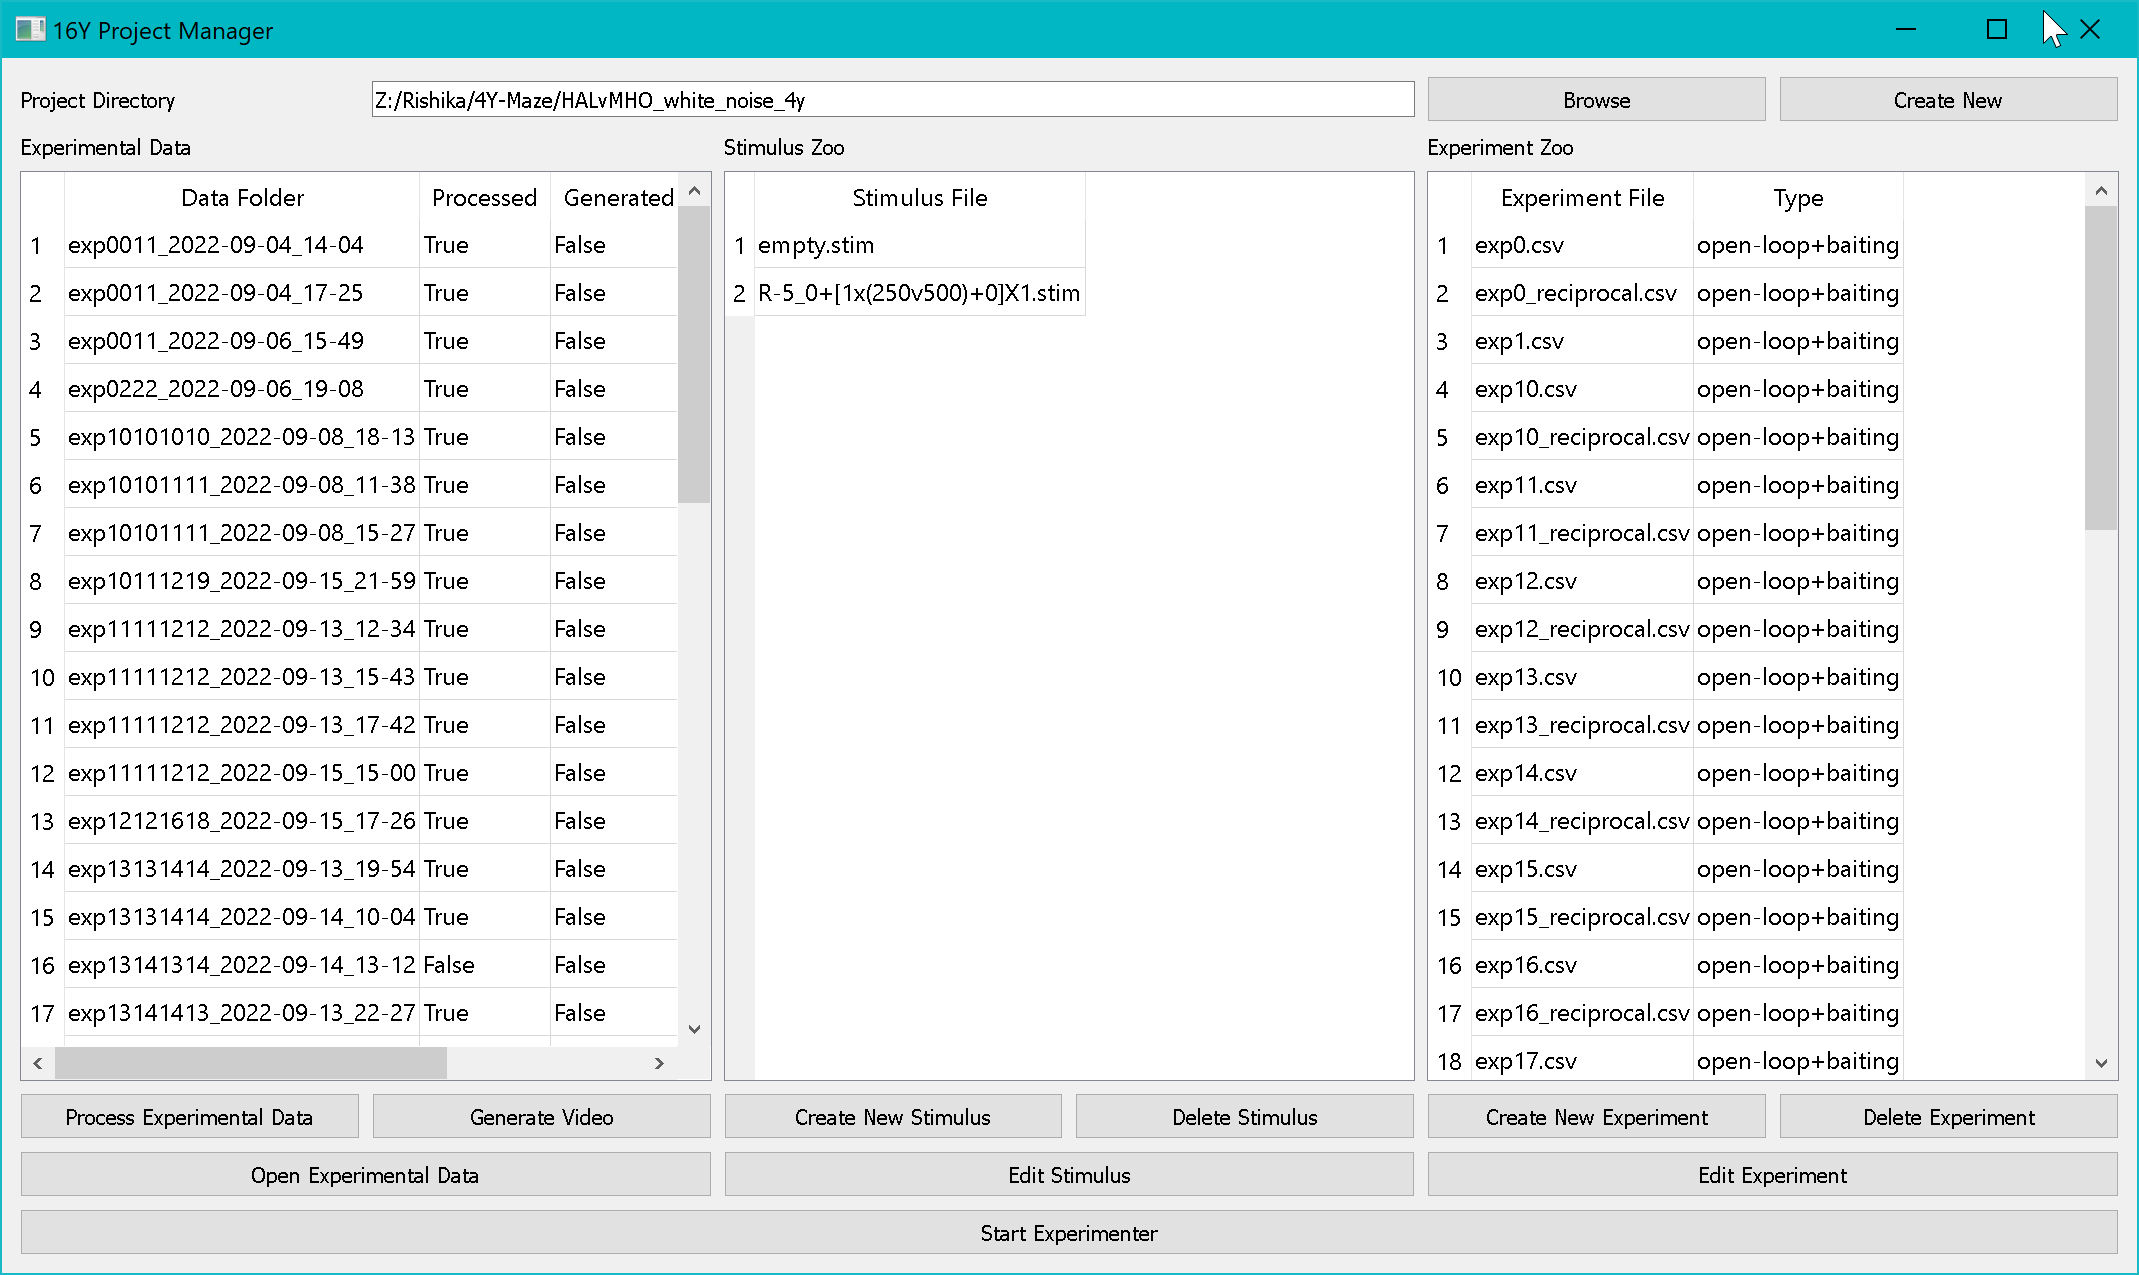 16Y Project Manager
Project Directory Z:/Rishika/4Y-Maze/HALvMHO_white_noise_4y Browse Create New
Experimental Data
Data Folder Processed Generated
1 exp0011_2022-09-04_14-04 True False
2 exp0011_2022-09-04_17-25 True False
3 exp0011_2022-09-06_15-49 True False
4 exp0222_2022-09-06_19-08 True False
5 exp10101010_2022-09-08_18-13 True False
6 exp10101111_2022-09-08_11-38 True False
7 exp10101111_2022-09-08_15-27 True False
8 exp10111219_2022-09-15_21-59 True False
9 exp11111212_2022-09-13_12-34 True False
10 exp11111212_2022-09-13_15-43 True False
11 exp11111212_2022-09-13_17-42 True False
12 exp11111212_2022-09-15_15-00 True False
13 exp12121618_2022-09-15_17-26 True False
14 exp13131414_2022-09-13_19-54 True False
15 exp13131414_2022-09-14_10-04 True False
16 exp13141314_2022-09-14_13-12 False False
17 exp13141413_2022-09-13_22-27 True False
Process Experimental Data Generate Video
Open Experimental Data
Stimulus Zoo
Stimulus File
1 empty.stim
2 R-5_0+[1x(250v500)+0]X1.stim
Create New Stimulus Delete Stimulus
Edit Stimulus
Experiment Zoo
Experiment File Type
1 exp0.csv open-loop+baiting
2 exp0_reciprocal.csv open-loop+baiting
3 exp1.csv open-loop+baiting
4 exp10.csv open-loop+baiting
5 exp10_reciprocal.csv open-loop+baiting
6 exp11.csv open-loop+baiting
7 exp11_reciprocal.csv open-loop+baiting
8 exp12.csv open-loop+baiting
9 exp12_reciprocal.csv open-loop+baiting
10 exp13.csv open-loop+baiting
11 exp13_reciprocal.csv open-loop+baiting
12 exp14.csv open-loop+baiting
13 exp14_reciprocal.csv open-loop+baiting
14 exp15.csv open-loop+baiting
15 exp15_reciprocal.csv open-loop+baiting
16 exp16.csv open-loop+baiting
17 exp16_reciprocal.csv open-loop+baiting
18 exp17.csv open-loop+baiting
Create New Experiment Delete Experiment
Edit Experiment
Start Experimenter